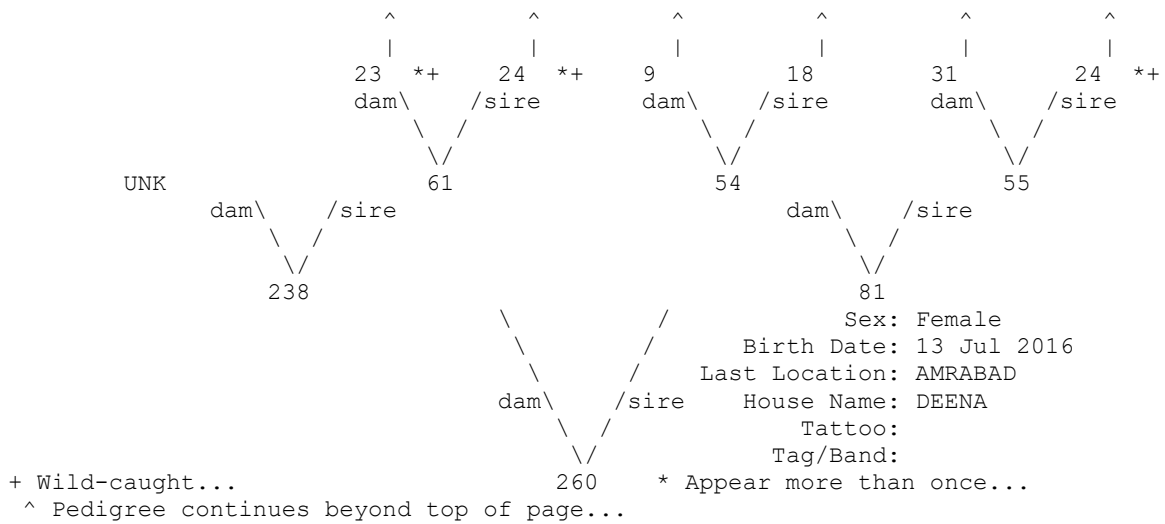 ^ ^ ^ ^ ^ ^
| | | | | |
23 *+ 24 *+ 9 18 31 24 *+
dam\ /sire dam\ /sire dam\ /sire
\ / \ / \ /
\/ \/ \/
UNK 61 54 55
dam\ /sire dam\ /sire
\ / \ /
\/ \/
238 81
\ / Sex: Female
\ / Birth Date: 13 Jul 2016
\ / Last Location: AMRABAD
dam\ /sire House Name: DEENA
\ / Tattoo:
\/ Tag/Band:
+ Wild-caught... 260 * Appear more than once...
^ Pedigree continues beyond top of page...